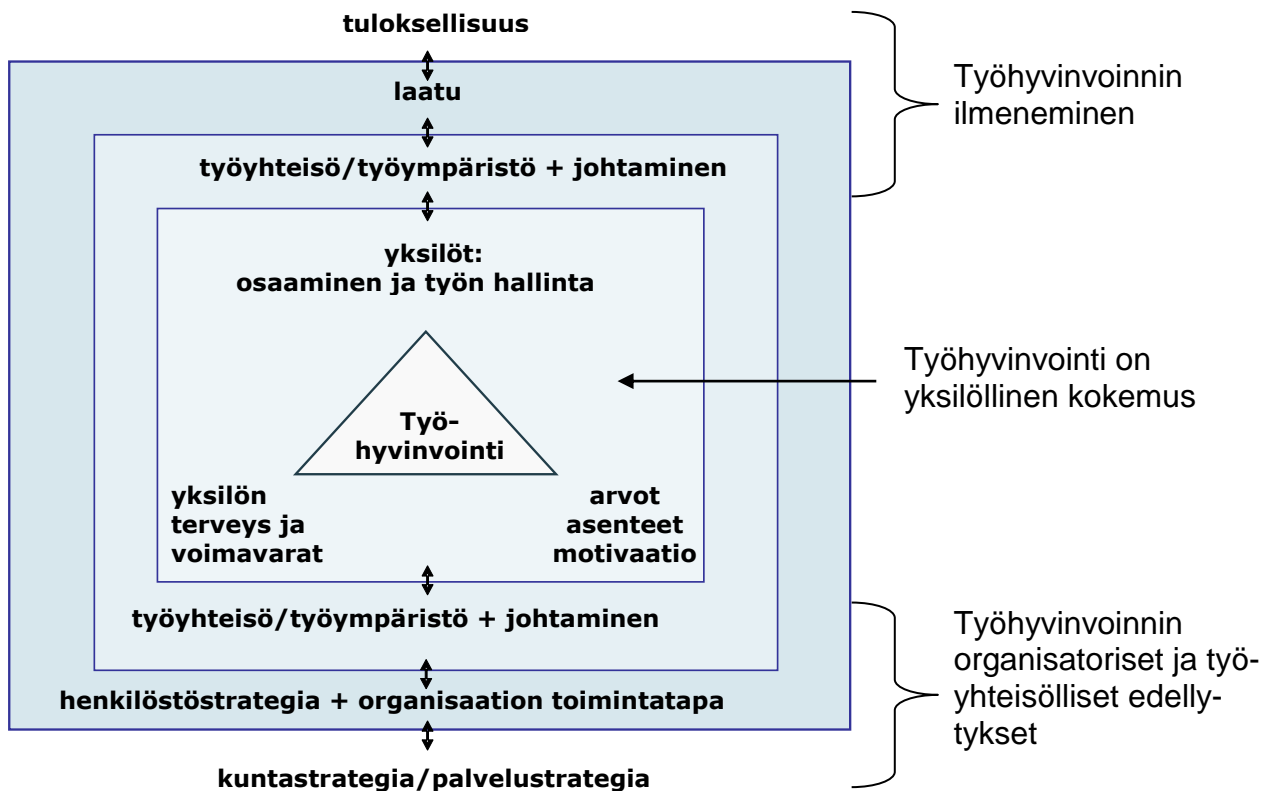 tuloksellisuus
laatu
työyhteisö/työympäristö + johtaminen
yksilöt:
osaaminen ja työn hallinta
Työ-
hyvinvointi
yksilön
terveys ja
voimavarat
arvot
asenteet
motivaatio
työyhteisö/työympäristö + johtaminen
henkilöstöstrategia + organisaation toimintatapa
kuntastrategia/palvelustrategia
Työhyvinvoinnin
ilmeneminen
Työhyvinvointi on
yksilöllinen kokemus
Työhyvinvoinnin
organisatoriset ja työ-
yhteisölliset edelly-
tykset